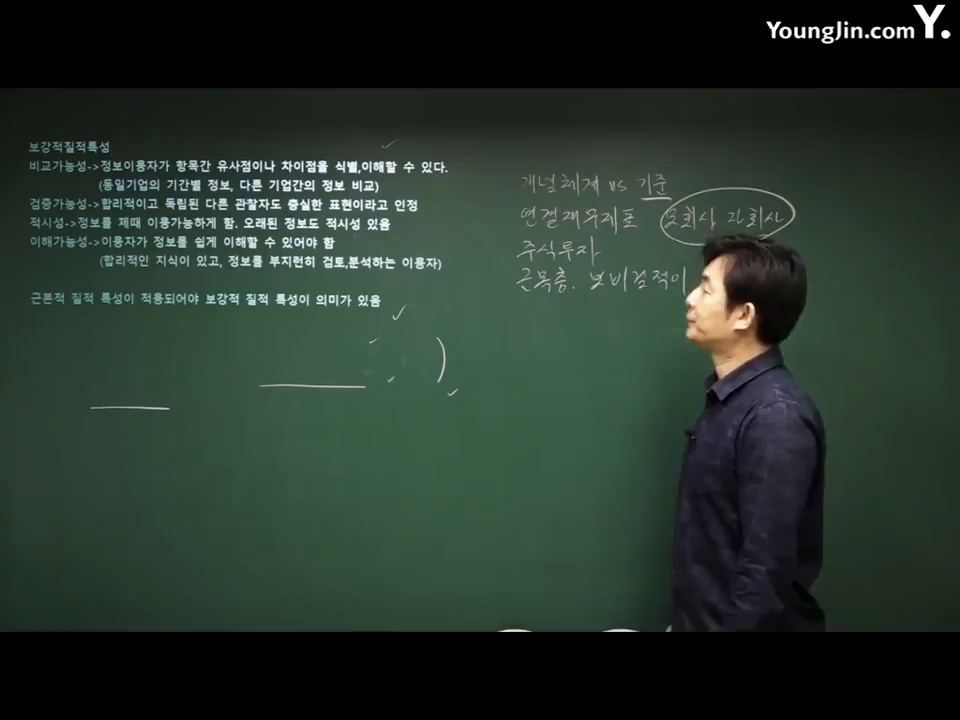 YoungJin.com Y.
보강적질적특성
비교가능성->정보이용자가 항목간 유사점이나 차이점을 식별,이해할 수 있다.
(동일기업의 기간별 정보, 다른 기업간의 정보 비교)
검증가능성->합리적이고 독립된 다른 관찰자도 충실한 표현이라고 인정
적시성->정보를 제때 이용가능하게 함. 오래된 정보도 적시성 있음
이해가능성->이용자가 정보를 쉽게 이해할 수 있어야 함
(합리적인 지식이 있고, 정보를 부지런히 검토,분석하는 이용자)
근본적 질적 특성이 적용되어야 보강적 질적 특성이 의미가 있음
개념체계 vs 기준
연결재무제표 모회사 자회사
주식투자
근목충. 보비검적이